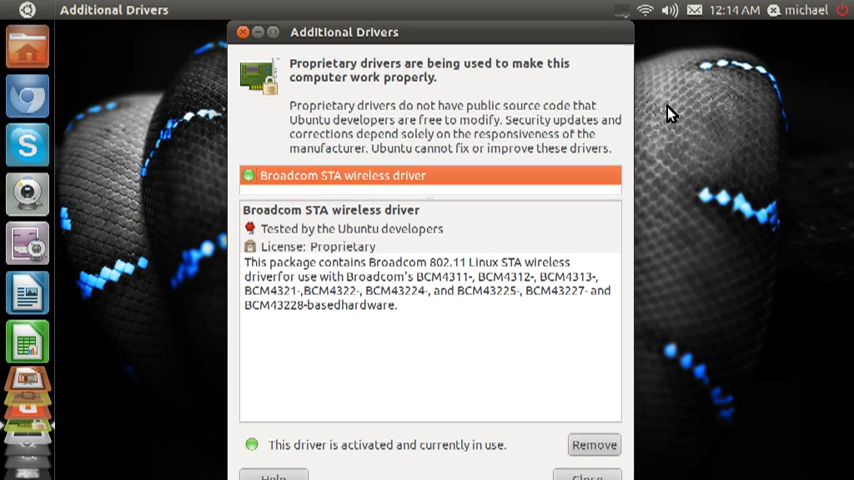 Additional Drivers
12:14 AM
michael
Additional Drivers
Proprietary drivers are being used to make this
computer work properly.
Proprietary drivers do not have public source code that
Ubuntu developers are free to modify. Security updates and
corrections depend solely on the responsiveness of the
manufacturer. Ubuntu cannot fix or improve these drivers.
Broadcom STA wireless driver
Broadcom STA wireless driver
Tested by the Ubuntu developers
License: Proprietary
This package contains Broadcom 802.11 Linux STA wireless
driverfor use with Broadcom's BCM4311-, BCM4312-, BCM4313-,
BCM4321-,BCM4322-, BCM43224-, and BCM43225-, BCM43227- and
BCM43228-basedhardware.
This driver is activated and currently in use.
Remove
Help
Close